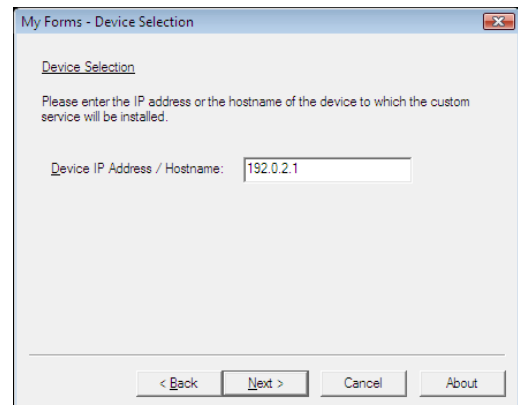 My Forms - Device Selection
Device Selection
Please enter the IP address or the hostname of the device to which the custom
service will be installed.
Device IP Address / Hostname: 192.0.2.1
< Back Next > Cancel About